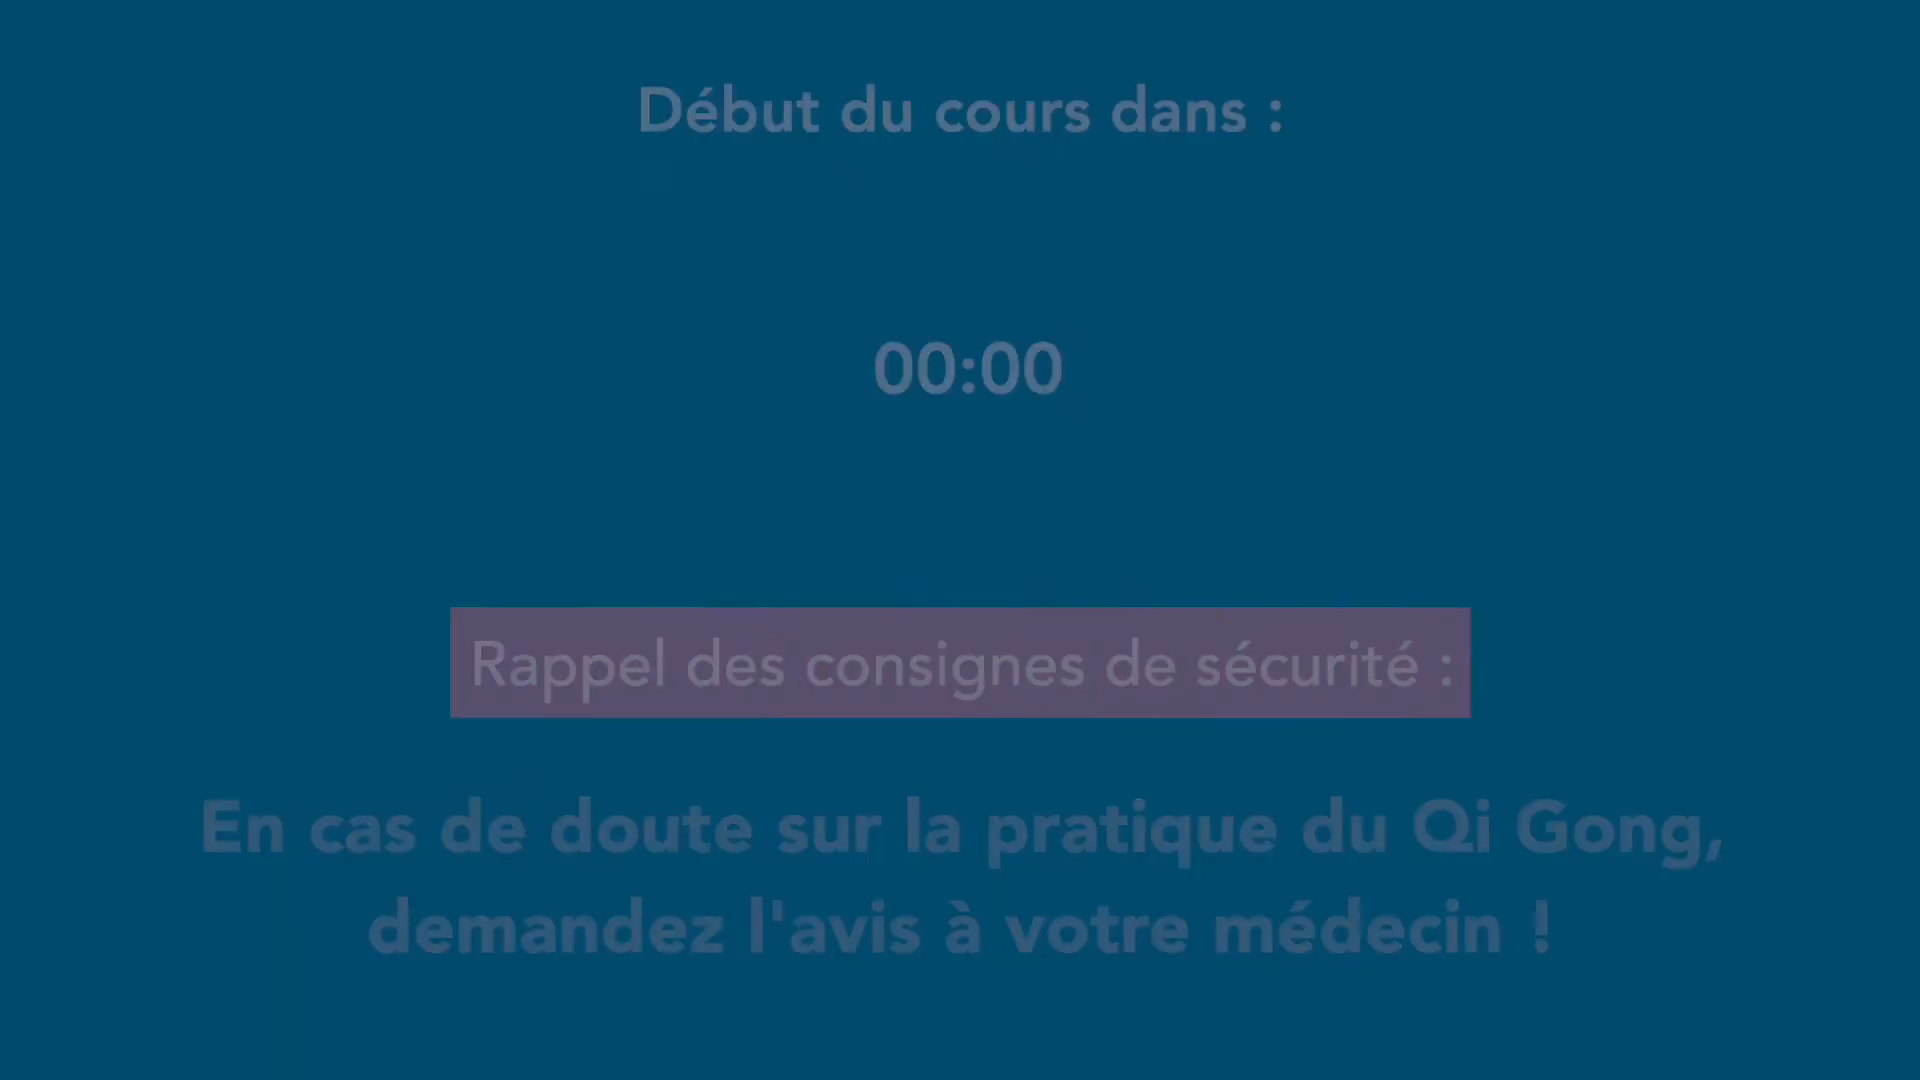 Début du cours dans :
00:00
Rappel des consignes de sécurité :
En cas de doute sur la pratique du Qi Gong,
demandez l'avis à votre médecin !